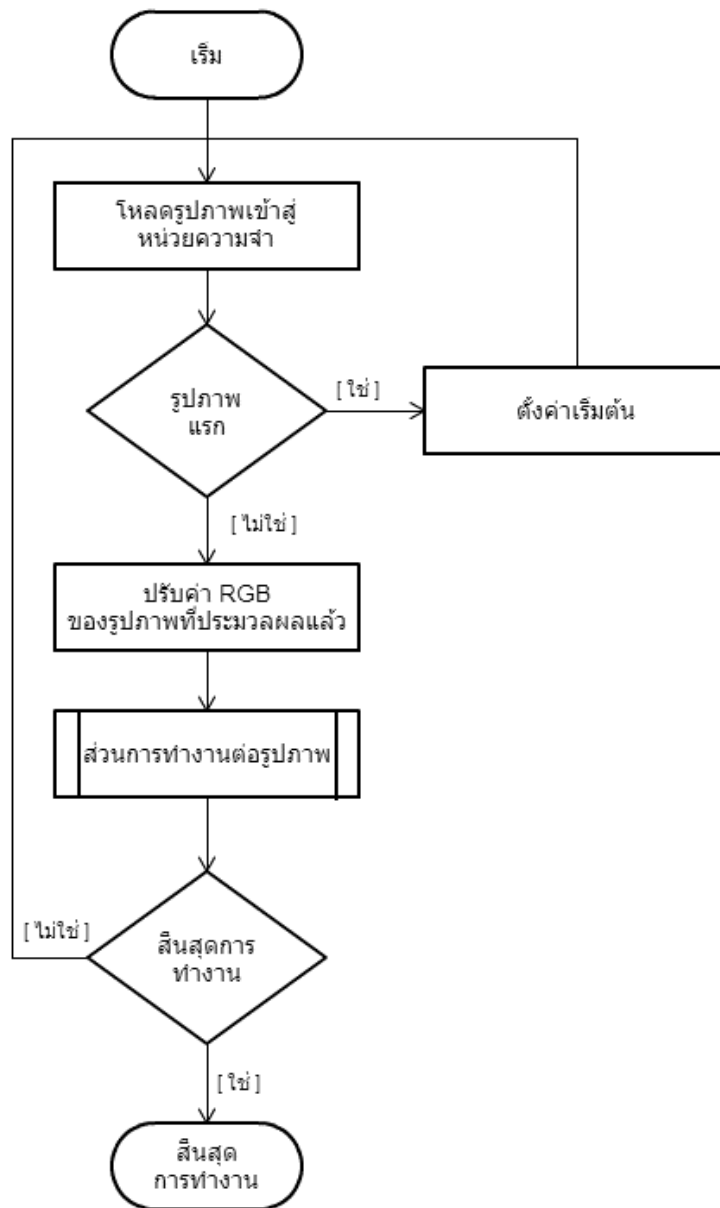 เริ่ม
โหลดรูปภาพเข้าสู่
หน่วยความจำ
รูปภาพ
แรก
[ ใช่ ]
ตั้งค่าเริ่มต้น
[ ไม่ใช่ ]
ปรับค่า RGB
ของรูปภาพที่ประมวลผลแล้ว
ส่วนการทำงานต่อรูปภาพ
[ ไม่ใช่ ]
สิ้นสุดการ
ทำงาน
[ ใช่ ]
สิ้นสุด
การทำงาน